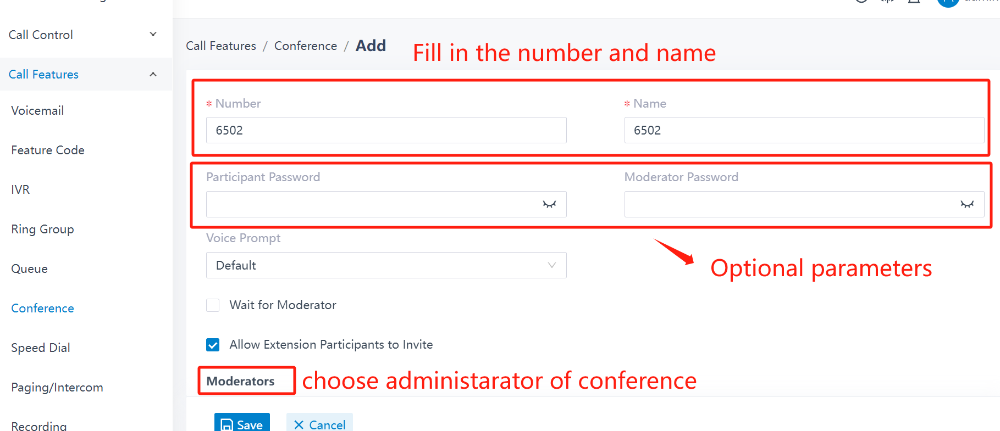 Call Control
Call Features
Voicemail
Feature Code
IVR
Ring Group
Queue
Conference
Speed Dial
Paging/Intercom
Recording
Call Features / Conference / Add
Fill in the number and name
* Number
6502
* Name
6502
Participant Password
Moderator Password
Voice Prompt
Default
Optional parameters
Wait for Moderator
Allow Extension Participants to Invite
Moderators
choose administarator of conference
Save
Cancel